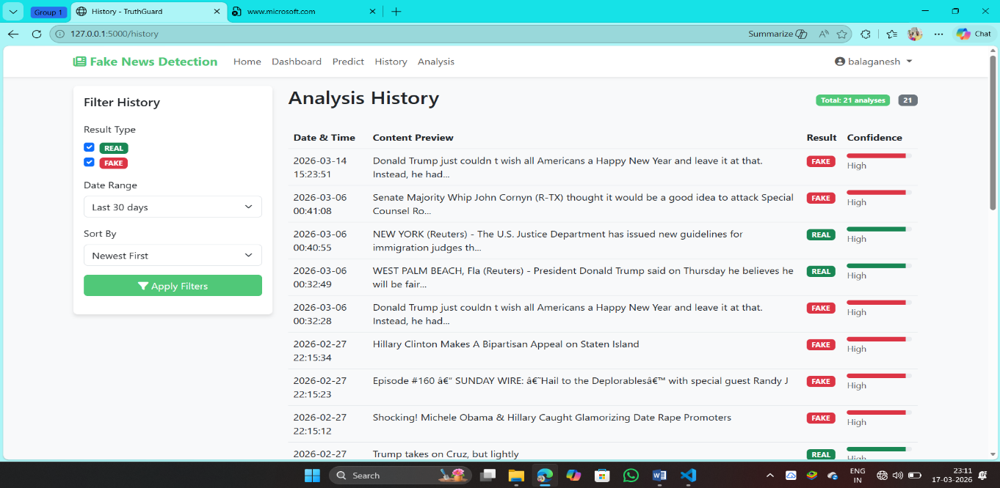 Group 1
History - TruthGuard
www.microsoft.com
127.0.0.1:5000/history
Summarize
Chat
Fake News Detection
Home
Dashboard
Predict
History
Analysis
balaganesh
Filter History
Result Type
REAL
FAKE
Date Range
Last 30 days
Sort By
Newest First
Apply Filters
Analysis History
Total: 21 analyses
21
Date & Time Content Preview Result Confidence
2026-03-14 Donald Trump just couldn t wish all Americans a Happy New Year and leave it at that. FAKE
15:23:51 Instead, he had... High
2026-03-06 Senate Majority Whip John Cornyn (R-TX) thought it would be a good idea to attack Special FAKE
00:41:08 Counsel Ro... High
2026-03-06 NEW YORK (Reuters) - The U.S. Justice Department has issued new guidelines for REAL
00:40:55 immigration judges th... High
2026-03-06 WEST PALM BEACH, Fla (Reuters) - President Donald Trump said on Thursday he believes he REAL
00:32:49 will be fair... High
2026-03-06 Donald Trump just couldn t wish all Americans a Happy New Year and leave it at that. FAKE
00:32:28 Instead, he had... High
2026-02-27 Hillary Clinton Makes A Bipartisan Appeal on Staten Island FAKE
22:15:34 High
2026-02-27 Episode #160 â€“ SUNDAY WIRE: â€˜Hail to the Deplorablesâ€™ with special guest Randy J FAKE
22:15:23 High
2026-02-27 Shocking! Michele Obama & Hillary Caught Glamorizing Date Rape Promoters FAKE
22:15:12 High
2026-02-27 Trump takes on Cruz, but lightly REAL
High
Search
ENG
IN
23:11
17-03-2026